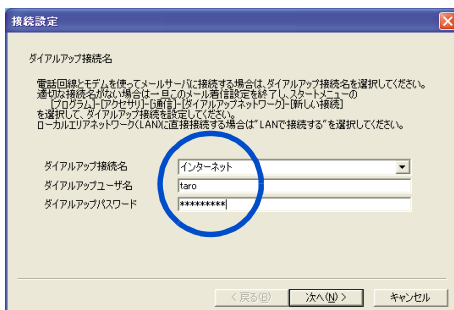 接続設定
ダイアルアップ接続名
電話回線とモデムを使ってメールサーバに接続する場合は、ダイアルアップ接続名を選択してください。
適切な接続名がない場合は一旦このメール着信設定を終了し、スタートメニューの
[プログラム]-[アクセサリ]-[通信]-[ダイアルアップネットワーク]-[新しい接続]
を選択して、ダイアルアップ接続を設定してください。
ローカルエリアネットワーク(LAN)に直接接続する場合は"LANで接続する"を選択してください。
ダイアルアップ接続名 インターネット
ダイアルアップユーザ名 taro
ダイアルアップパスワード *********
< 戻る(B) 次へ(N) > キャンセル